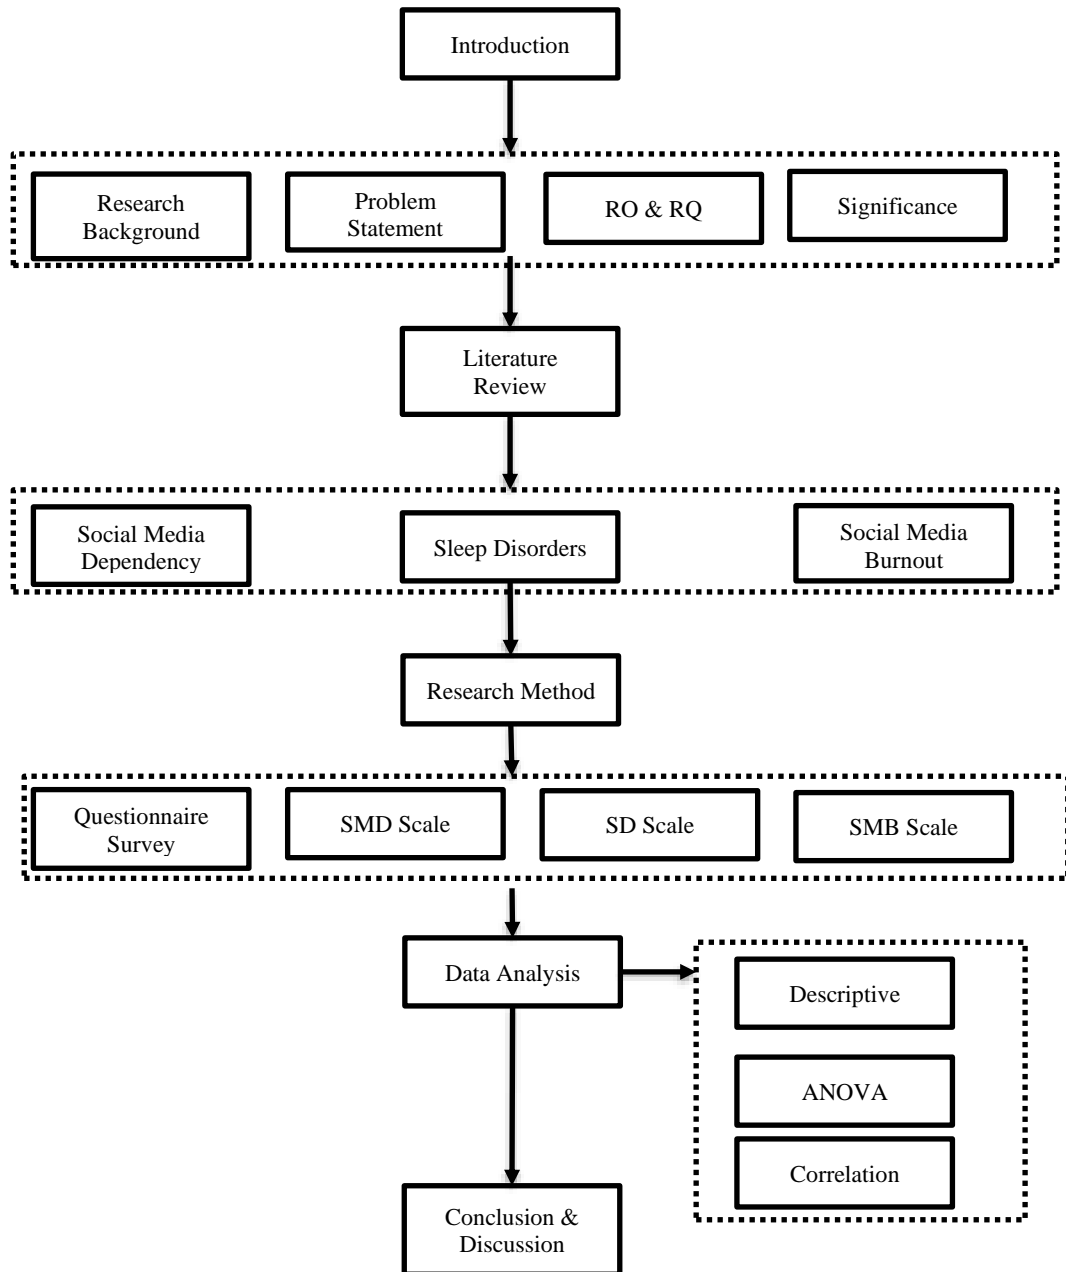 Introduction
Research
Background
Problem
Statement
RO & RQ
Significance
Literature
Review
Social Media
Dependency
Sleep Disorders
Social Media
Burnout
Research Method
Questionnaire
Survey
SMD Scale
SD Scale
SMB Scale
Data Analysis
Descriptive
ANOVA
Correlation
Conclusion &
Discussion